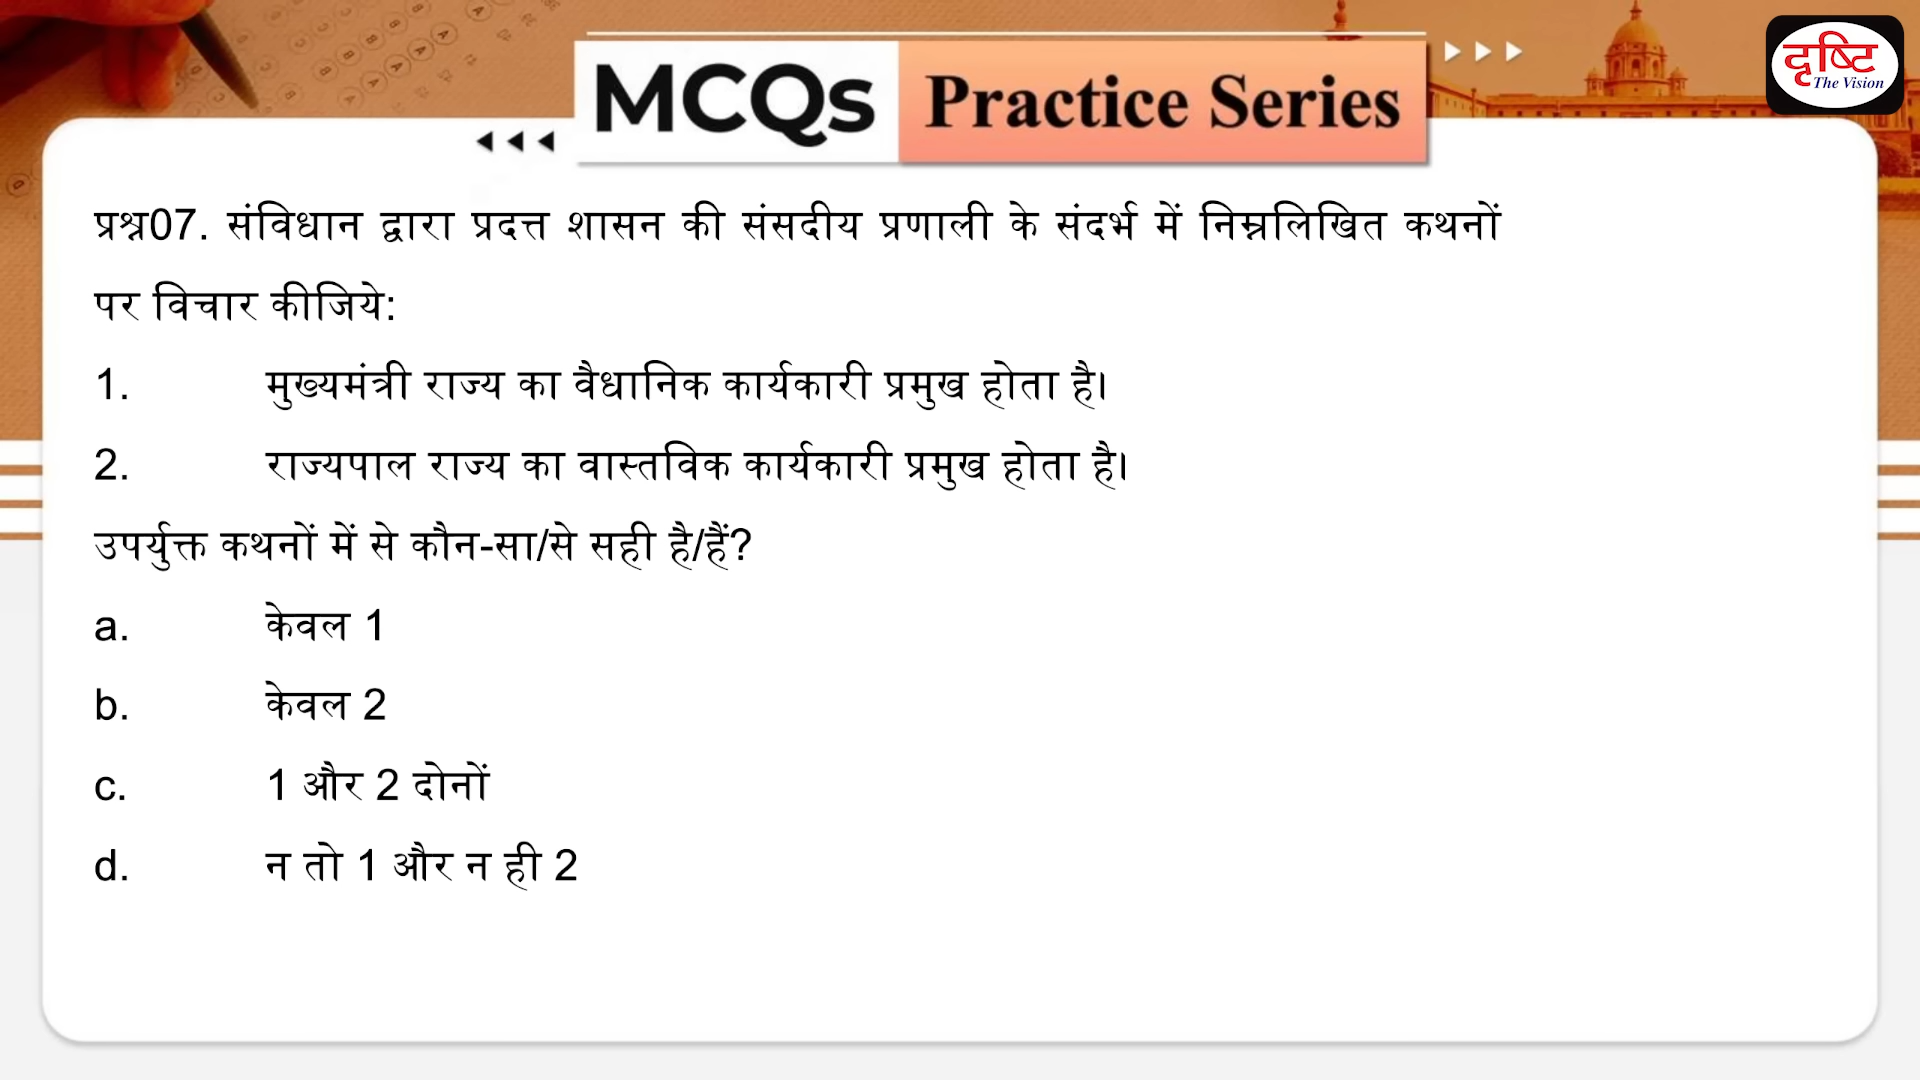 MCQs Practice Series
दृष्टि
The Vision
प्रश्न07. संविधान द्वारा प्रदत्त शासन की संसदीय प्रणाली के संदर्भ में निम्नलिखित कथनों
पर विचार कीजिये:
1. मुख्यमंत्री राज्य का वैधानिक कार्यकारी प्रमुख होता है।
2. राज्यपाल राज्य का वास्तविक कार्यकारी प्रमुख होता है।
उपर्युक्त कथनों में से कौन-सा/से सही है/हैं?
a. केवल 1
b. केवल 2
c. 1 और 2 दोनों
d. न तो 1 और न ही 2